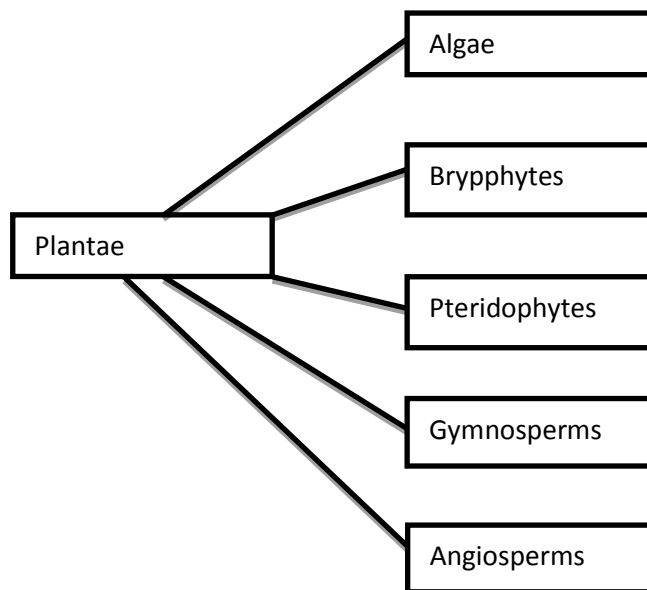 Algae
Brypphytes
Plantae
Pteridophytes
Gymnosperms
Angiosperms